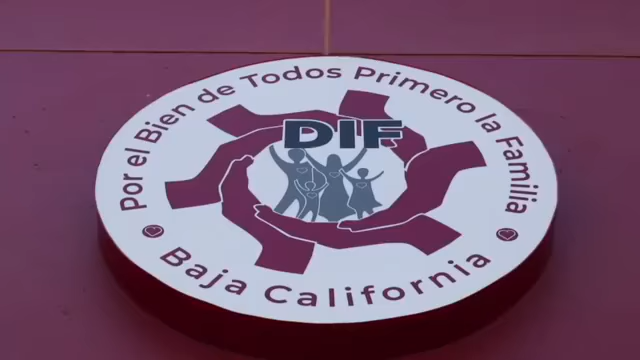 Por el Bien de Todos Primero la Familia
DIF
Baja California